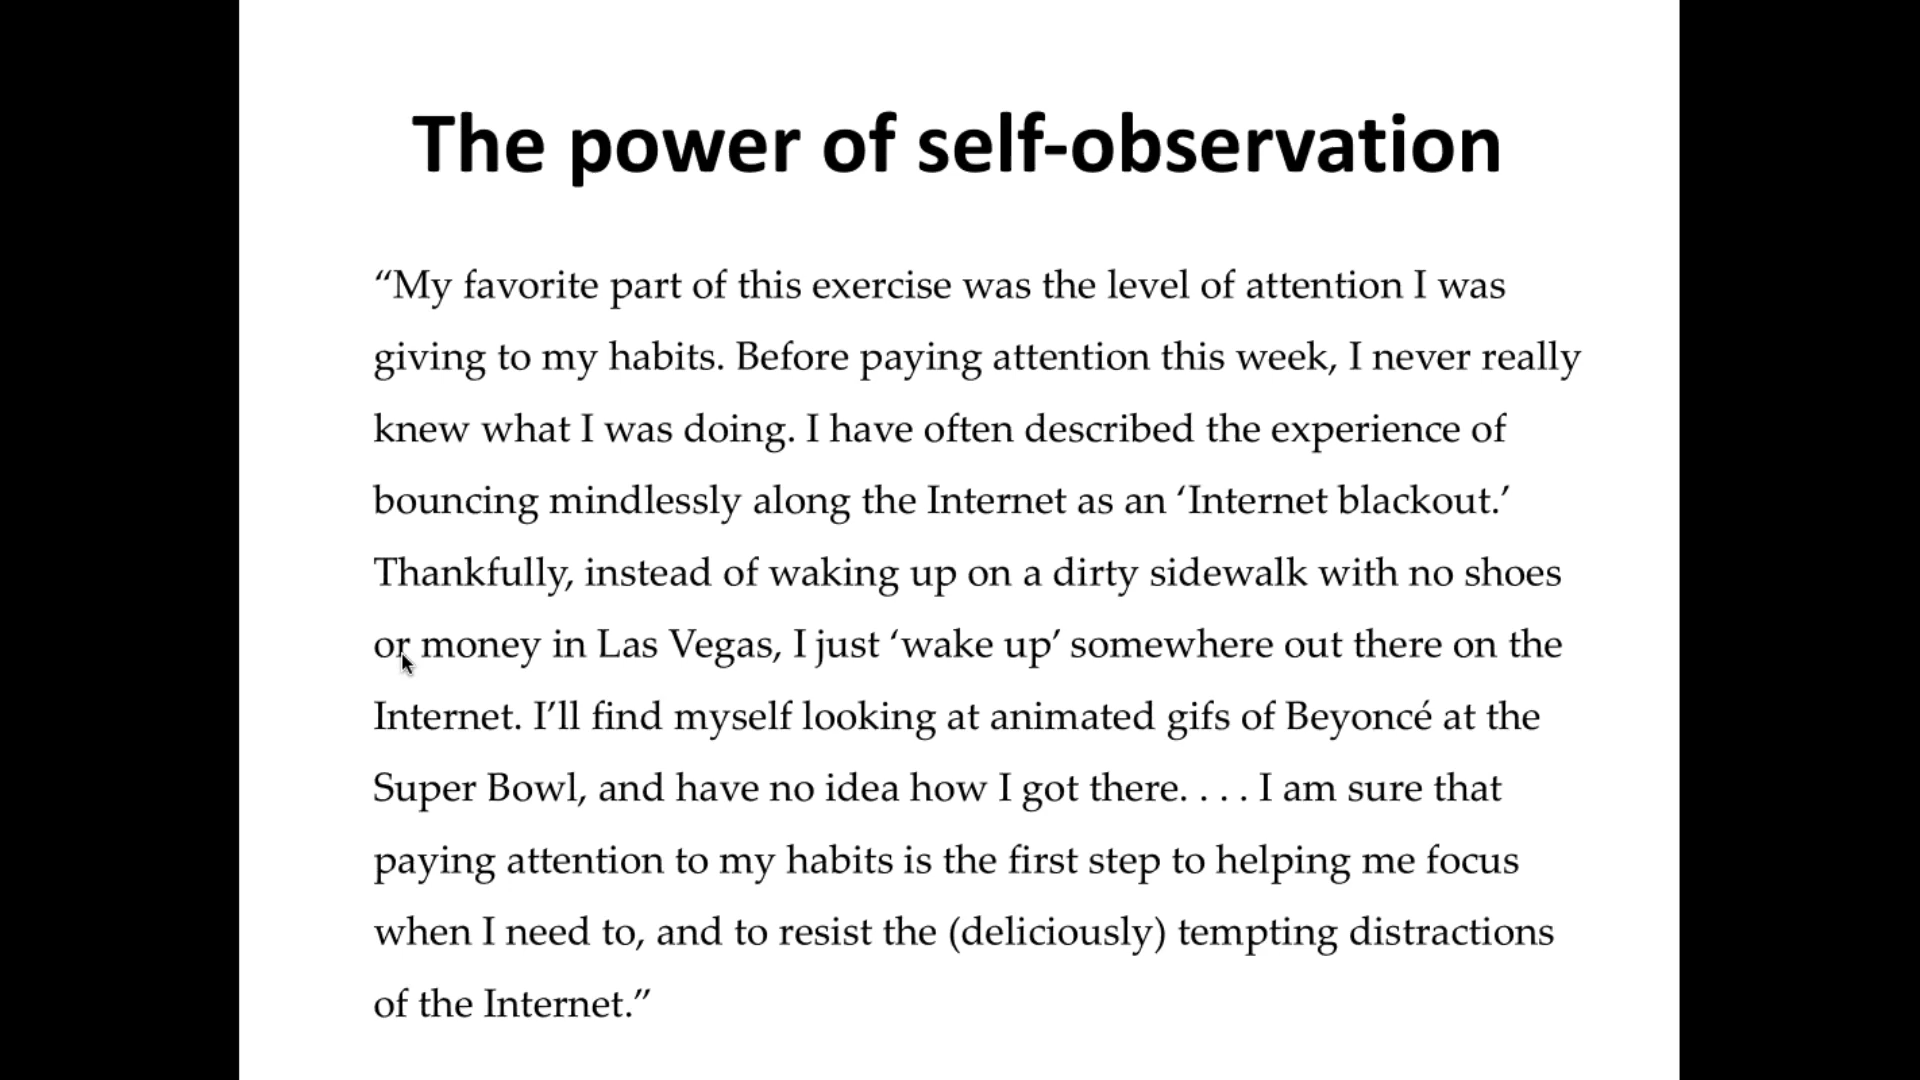 The power of self-observation
“My favorite part of this exercise was the level of attention I was
giving to my habits. Before paying attention this week, I never really
knew what I was doing. I have often described the experience of
bouncing mindlessly along the Internet as an ‘Internet blackout.’
Thankfully, instead of waking up on a dirty sidewalk with no shoes
or money in Las Vegas, I just ‘wake up’ somewhere out there on the
Internet. I’ll find myself looking at animated gifs of Beyoncé at the
Super Bowl, and have no idea how I got there. . . . I am sure that
paying attention to my habits is the first step to helping me focus
when I need to, and to resist the (deliciously) tempting distractions
of the Internet.”